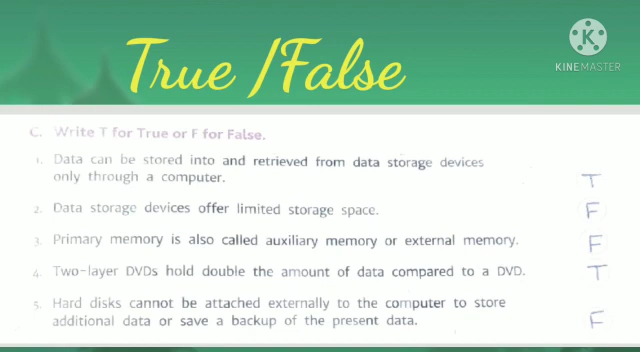 True /False
KINEMASTER
C. Write T for True or F for False.
1. Data can be stored into and retrieved from data storage devices
only through a computer. T
2. Data storage devices offer limited storage space. F
3. Primary memory is also called auxiliary memory or external memory. F
4. Two-layer DVDs hold double the amount of data compared to a DVD. T
5. Hard disks cannot be attached externally to the computer to store
additional data or save a backup of the present data. F